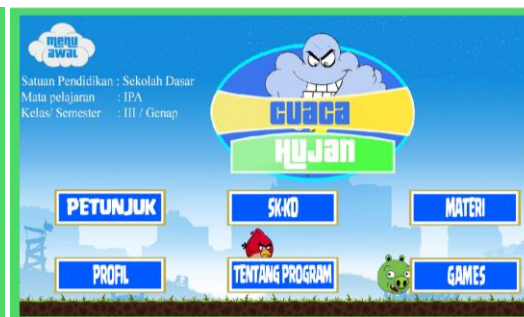 menu
awal
Satuan Pendidikan : Sekolah Dasar
Mata pelajaran : IPA
Kelas/ Semester : III / Genap
CUACA
HUJAN
PETUNJUK
SK-KD
MATERI
PROFIL
TENTANG PROGRAM
GAMES